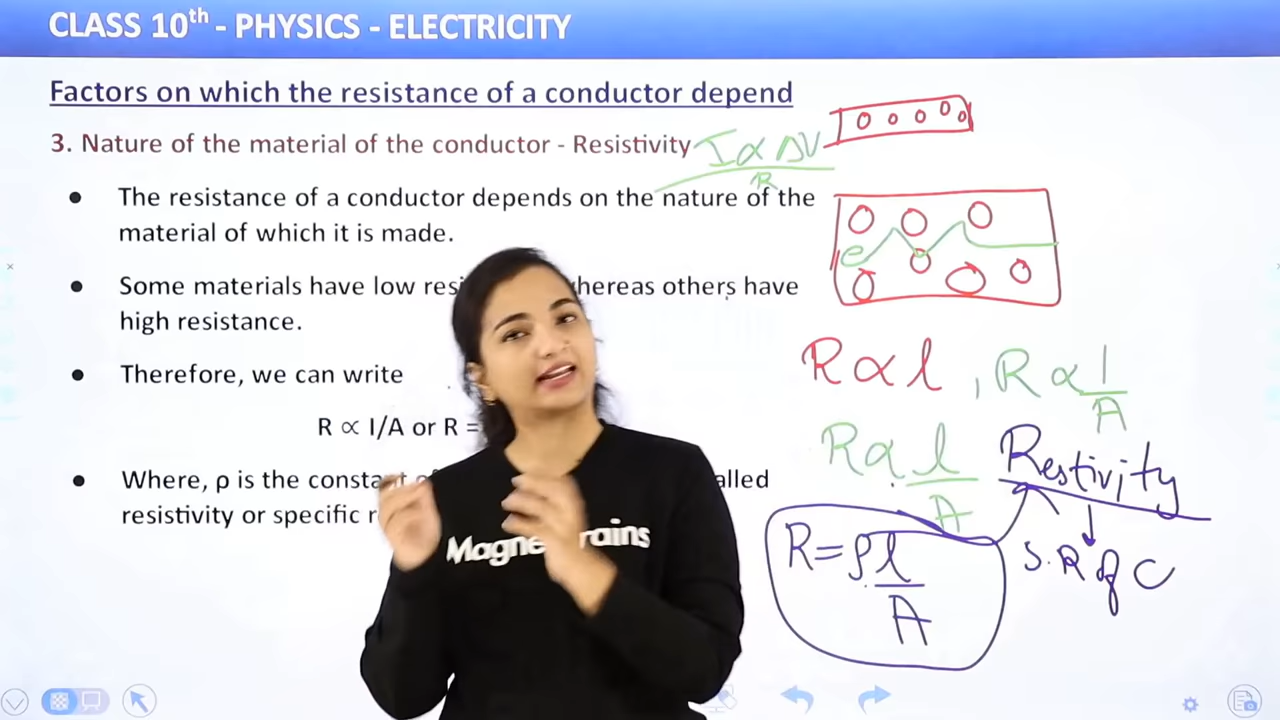 CLASS 10th - PHYSICS - ELECTRICITY
Factors on which the resistance of a conductor depend
3. Nature of the material of the conductor - Resistivity
I ∝ ΔV
R
● The resistance of a conductor depends on the nature of the
material of which it is made.
● Some materials have low resi hereas others have
high resistance.
● Therefore, we can write
R ∝ l/A or R =
● Where, ρ is the constant of alled
resistivity or specific r
Magne rains
e
R ∝ l , R ∝ 1/A
R ∝ l/A
Restivity
R = ρ l/A
S.R of C